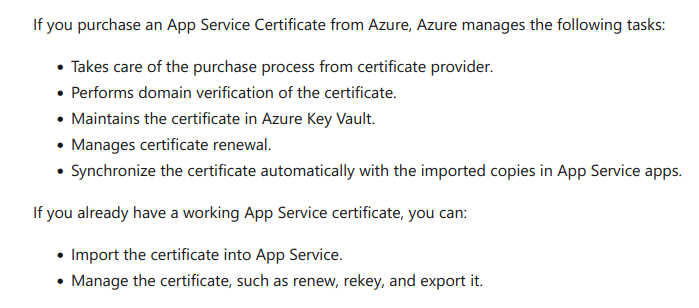 If you purchase an App Service Certificate from Azure, Azure manages the following tasks:
• Takes care of the purchase process from certificate provider.
• Performs domain verification of the certificate.
• Maintains the certificate in Azure Key Vault.
• Manages certificate renewal.
• Synchronize the certificate automatically with the imported copies in App Service apps.
If you already have a working App Service certificate, you can:
• Import the certificate into App Service.
• Manage the certificate, such as renew, rekey, and export it.